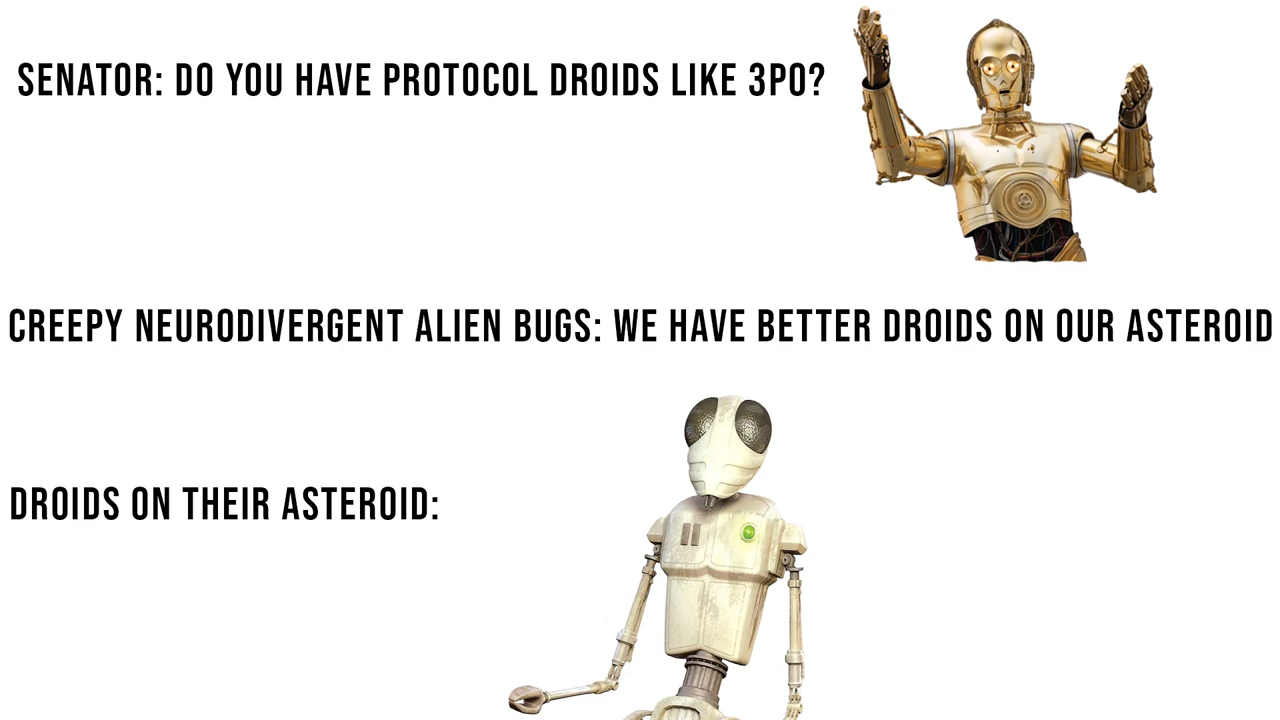 SENATOR: DO YOU HAVE PROTOCOL DROIDS LIKE 3PO?
CREEPY NEURODIVERGENT ALIEN BUGS: WE HAVE BETTER DROIDS ON OUR ASTEROID
DROIDS ON THEIR ASTEROID: